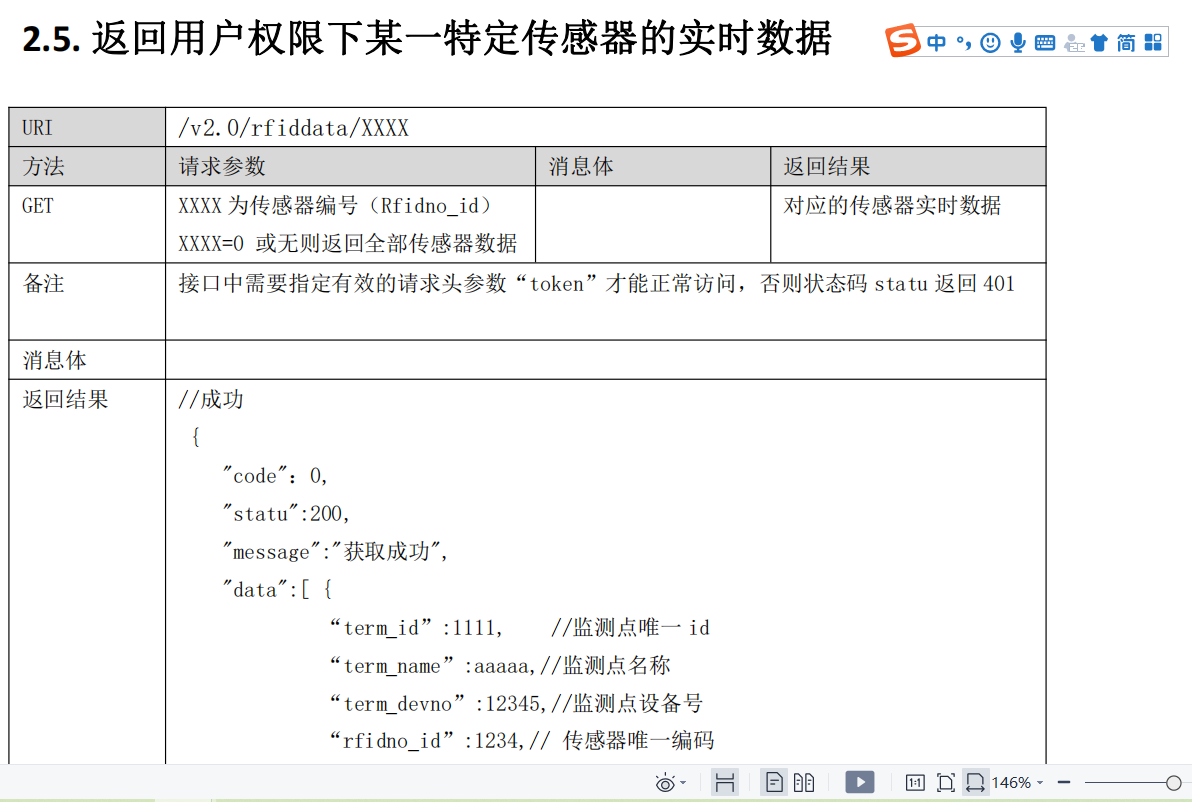 2.5. 返回用户权限下某一特定传感器的实时数据
中 °, 简
URI /v2.0/rfiddata/XXXX
方法 请求参数 消息体 返回结果
GET XXXX 为传感器编号（Rfidno_id） 对应的传感器实时数据
XXXX=0 或无则返回全部传感器数据
备注 接口中需要指定有效的请求头参数“token”才能正常访问，否则状态码 statu 返回 401
消息体
返回结果 //成功
{
"code": 0,
"statu":200,
"message":"获取成功",
"data":[ {
“term_id”:1111, //监测点唯一 id
“term_name”:aaaaa,//监测点名称
“term_devno”:12345,//监测点设备号
“rfidno_id”:1234,// 传感器唯一编码
1:1 146%